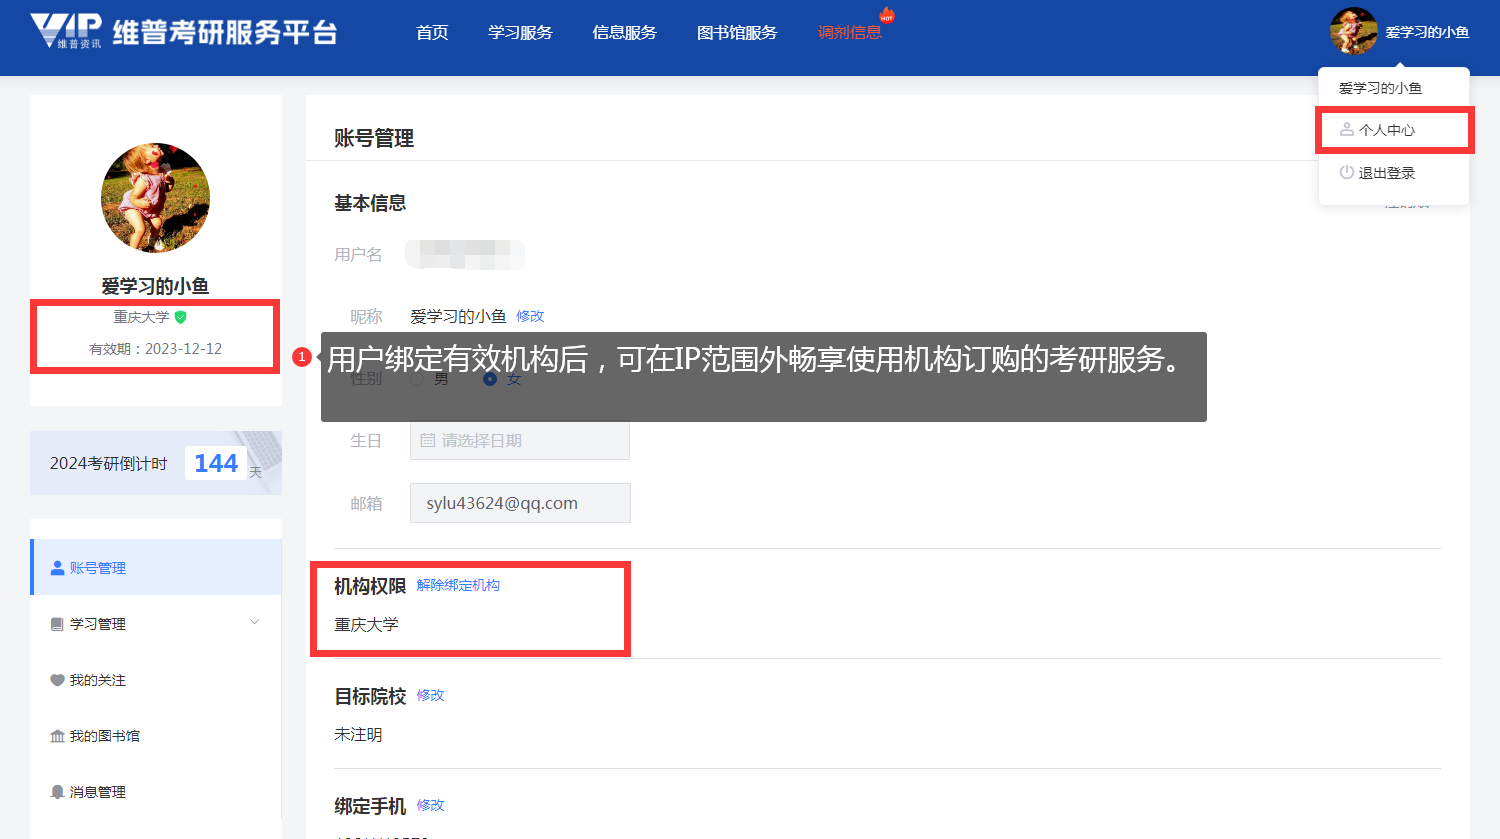 VIP 维普资讯 维普考研服务平台
首页 学习服务 信息服务 图书馆服务 调剂信息 HOT
爱学习的小鱼
爱学习的小鱼
个人中心
退出登录
爱学习的小鱼
重庆大学
有效期：2023-12-12
2024考研倒计时 144 天
账号管理
学习管理
我的关注
我的图书馆
消息管理
账号管理
基本信息
用户名
昵称 爱学习的小鱼 修改
1 用户绑定有效机构后，可在IP范围外畅享使用机构订购的考研服务。
性别 男 女
生日 请选择日期
邮箱 sylu43624@qq.com
机构权限 解除绑定机构
重庆大学
目标院校 修改
未注明
绑定手机 修改